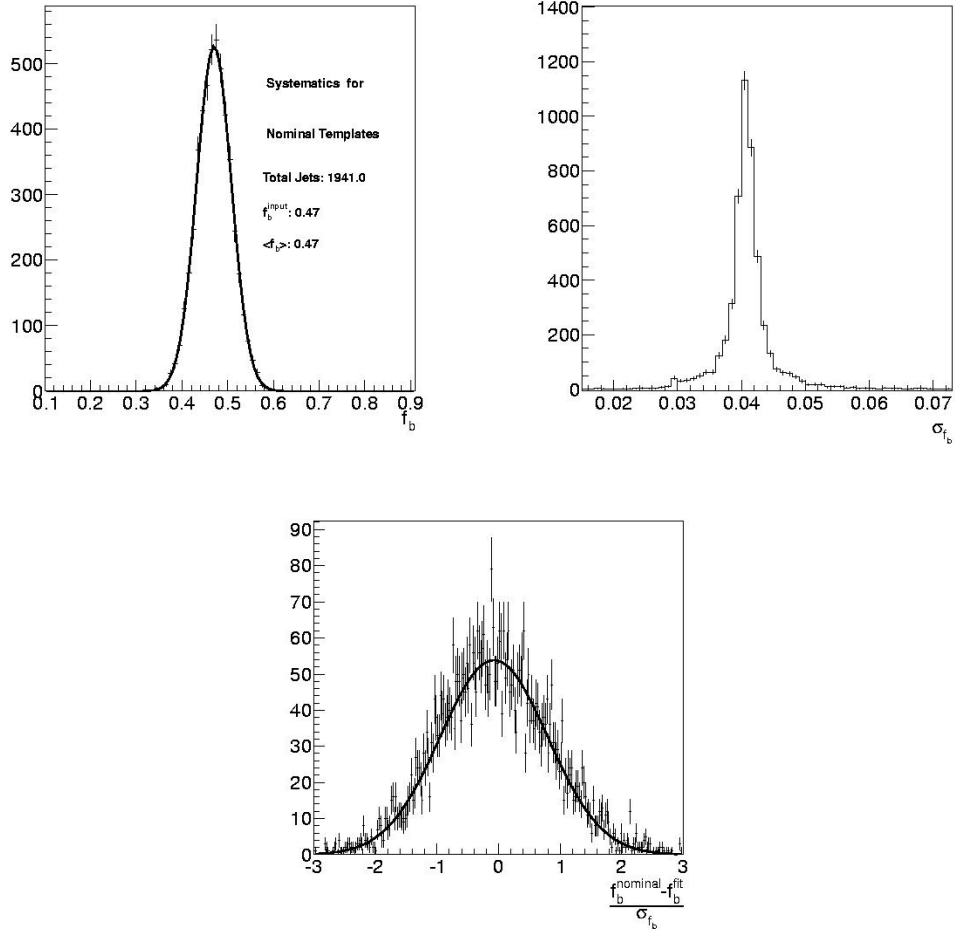 500
400
300
200
100
0
0.1 0.2 0.3 0.4 0.5 0.6 0.7 0.8 0.9
f_b
Systematics for
Nominal Templates
Total Jets: 1941.0
f_b^input: 0.47
<f_b>: 0.47
1400
1200
1000
800
600
400
200
0
0.02 0.03 0.04 0.05 0.06 0.07
σ_f_b
90
80
70
60
50
40
30
20
10
0
-3 -2 -1 0 1 2 3
f_b^nominal-f_b^fit
σ_f_b